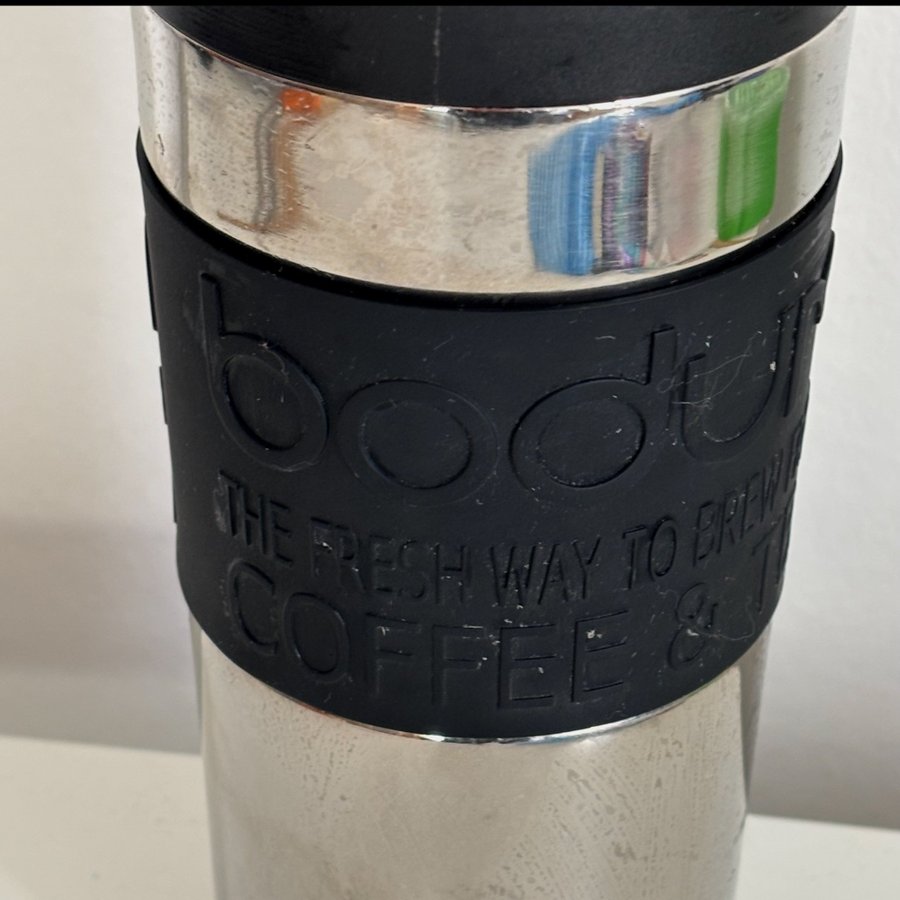 bodum
THE FRESH WAY TO BREW
COFFEE &